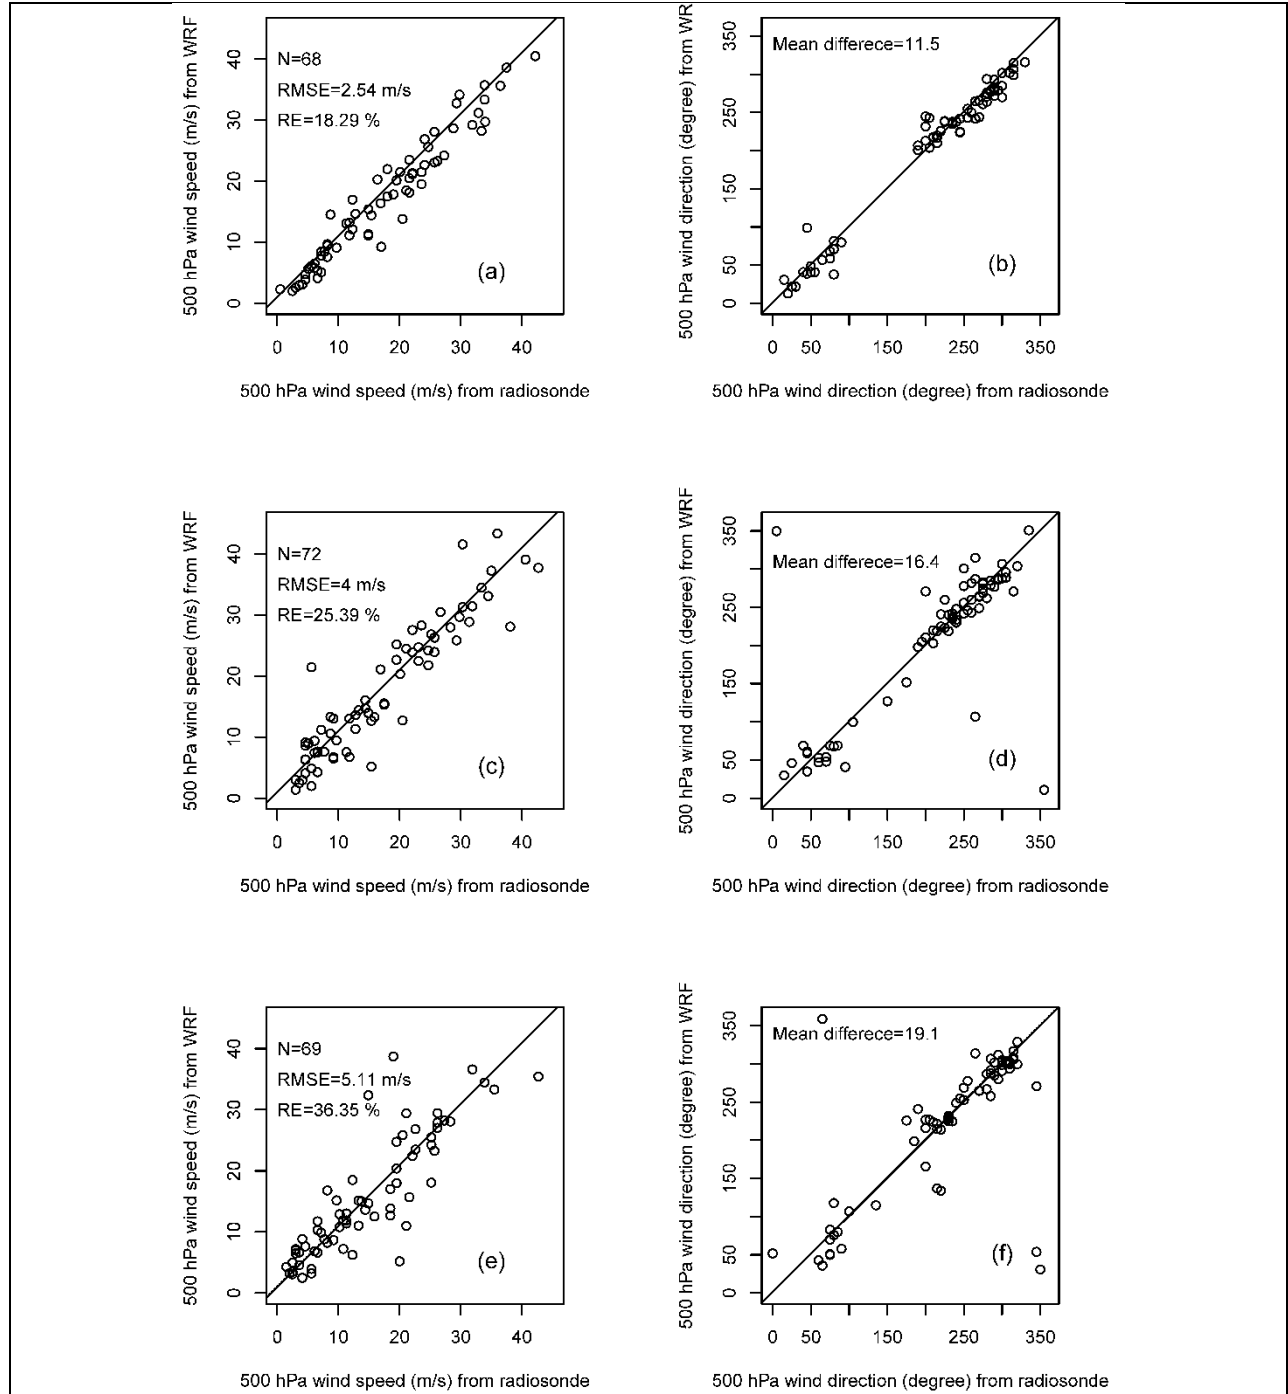 500 hPa wind speed (m/s) from WRF
0 10 20 30 40
N=68
RMSE=2.54 m/s
RE=18.29 %
(a)
0 10 20 30 40
500 hPa wind speed (m/s) from radiosonde
500 hPa wind direction (degree) from WR
0 50 150 250 350
Mean differece=11.5
(b)
0 50 150 250 350
500 hPa wind direction (degree) from radiosonde
500 hPa wind speed (m/s) from WRF
0 10 20 30 40
N=72
RMSE=4 m/s
RE=25.39 %
(c)
0 10 20 30 40
500 hPa wind speed (m/s) from radiosonde
500 hPa wind direction (degree) from WRF
0 50 150 250 350
Mean differece=16.4
(d)
0 50 150 250 350
500 hPa wind direction (degree) from radiosonde
500 hPa wind speed (m/s) from WRF
0 10 20 30 40
N=69
RMSE=5.11 m/s
RE=36.35 %
(e)
0 10 20 30 40
500 hPa wind speed (m/s) from radiosonde
500 hPa wind direction (degree) from WRF
0 50 150 250 350
Mean differece=19.1
(f)
0 50 150 250 350
500 hPa wind direction (degree) from radiosonde